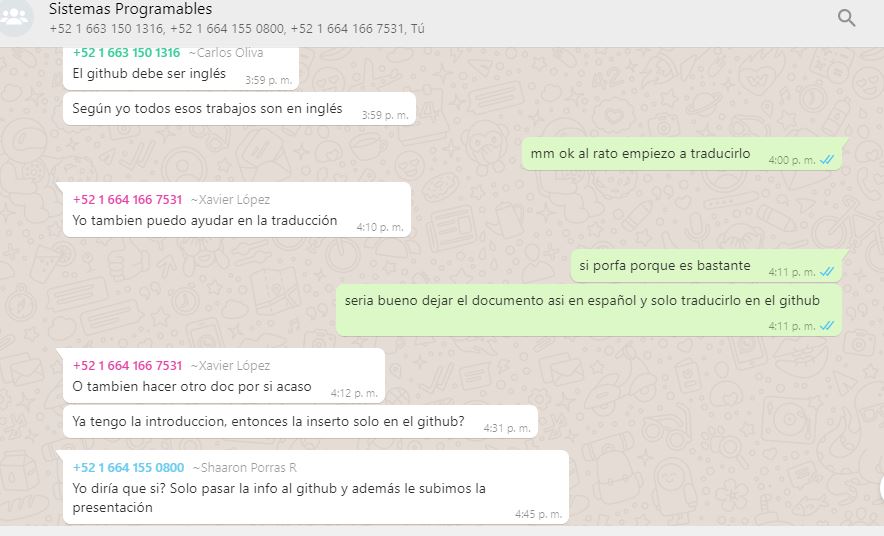 Sistemas Programables
+52 1 663 150 1316, +52 1 664 155 0800, +52 1 664 166 7531, Tú
+52 1 663 150 1316 ~Carlos Oliva
El github debe ser inglés 3:59 p. m.
Según yo todos esos trabajos son en inglés 3:59 p. m.
mm ok al rato empiezo a traducirlo 4:00 p. m.
+52 1 664 166 7531 ~Xavier López
Yo tambien puedo ayudar en la traducción 4:10 p. m.
si porfa porque es bastante 4:11 p. m.
seria bueno dejar el documento asi en español y solo traducirlo en el github
4:11 p. m.
+52 1 664 166 7531 ~Xavier López
O tambien hacer otro doc por si acaso 4:12 p. m.
Ya tengo la introduccion, entonces la inserto solo en el github? 4:31 p. m.
+52 1 664 155 0800 ~Shaaron Porras R
Yo diría que si? Solo pasar la info al github y además le subimos la
presentación 4:45 p. m.